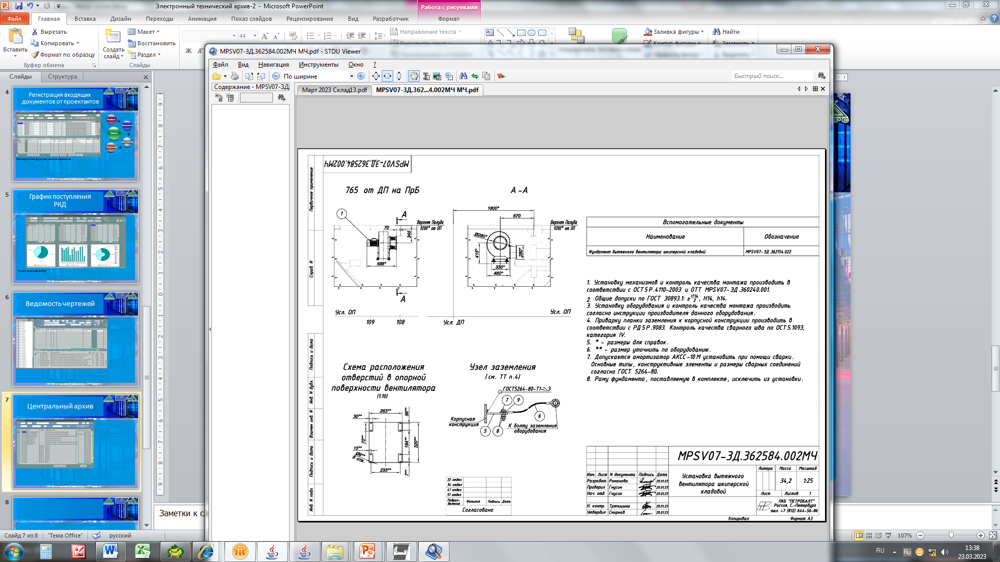 Электронный технический архив-2 - Microsoft PowerPoint
Работа с рисунками
Файл
Главная
Вставка
Дизайн
Переходы
Анимация
Показ слайдов
Рецензирование
Вид
Разработчик
Формат
Вставить
Вырезать
Копировать
Формат по образцу
Буфер обмена
Создать
слайд
Макет
Восстановить
Раздел
Слайды
44
Ж
К
Направление текста
Заливка фигуры
Найти
MPSV07-3Д.362584.002МЧ МЧ.pdf - STDU Viewer
Файл
Вид
Навигация
Инструменты
Окно
?
По ширине
Быстрый поиск...
Содержание - MPSV07-3Д.
Март 2023 Склад13.pdf
MPSV07-3Д.362...4.002МЧ МЧ.pdf
Слайды
Структура
4
Регистрация входящих
документов от проектантов
5
График поступления
РКД
6
Ведомость чертежей
7
Центральный архив
8
MPSV07-3Д.362584.002МЧ
Первичное применение
Справ. N
Подпись и дата
Инв. N дубл.
Взамен инв. N
Подпись и дата
Инв. N подл.
765 от ДП на ПрБ
А-А
1
А
70
345
Верхняя Палуба
9200* от ОП
588*
А
Усл. ОП
109
108
1800*
670
Верхняя Палуба
9200* от ОП
Ø280*
415*
280*
330*
460*
Усл. ДП
Усл. ОП
Вспомогательные документы
Наименование
Обозначение
Фундамент вытяжного вентилятора шкиперской кладовой
MPSV07-3Д.362154.022
1. Установку механизмов и контроль качества монтажа производить в
соответствии с ОСТ5Р.4110-2003 и ОТТ MPSV07-3Д.360240.001.
2. Общие допуски по ГОСТ 30893.1: ±IT14/2, H14, h14.
3. Установку оборудования и контроль качества монтажа производить
согласно инструкции производителя данного оборудования.
4. Приварку планки заземления к корпусной конструкции производить в
соответствии с РД5Р.9083. Контроль качества сварного шва по ОСТ5.1093,
категория IV.
5. * - размеры для справок.
6. ** - размер уточнить по оборудованию.
7. Допускается амортизатор АКСС-10М установить при помощи сварки.
Основные типы, конструктивные элементы и размеры сварных соединений
согласно ГОСТ 5264-80.
8. Раму фундамента, поставляемую в комплекте, исключить из установки.
Схема расположения
отверстий в опорной
поверхности вентилятора
(1:10)
263**
30**
56**
70**
194**
320**
15**
Ø6**
8 отв.
233**
7**
Узел заземления
(см. ТТ п.4)
ГОСТ5264-80-Т1-⊿3
7
9
6
Корпусная
конструкция
5
8
К болту заземления
оборудования
22 отдел
34 отдел
41 отдел
51 отдел
Подраз-
деление
Фамилия
Подпись
Дата
Согласовано
MPSV07-3Д.362584.002МЧ
Изм.
Лист
N документа
Подпись
Дата
Разработ. Романова 20.01.23
Проверил Гнусин 20.01.23
Нач. отд. Гнусин 20.01.23
Н. контр. Тряпицына 20.01.23
Утвердил Смирнов 20.01.23
Установка вытяжного
вентилятора шкиперской
кладовой
Литера
Масса
Масштаб
34,2
1:25
Лист
Листов 1
ПКБ "ПЕТРОБАЛТ"
Россия, С.-Петербург
тел. +7 (812) 644-56-86
Копировал
Формат А3
Заметки к с
Слайд 7 из 8
"Тема Office"
русский
107%
RU
Ru
13:38
23.03.2023